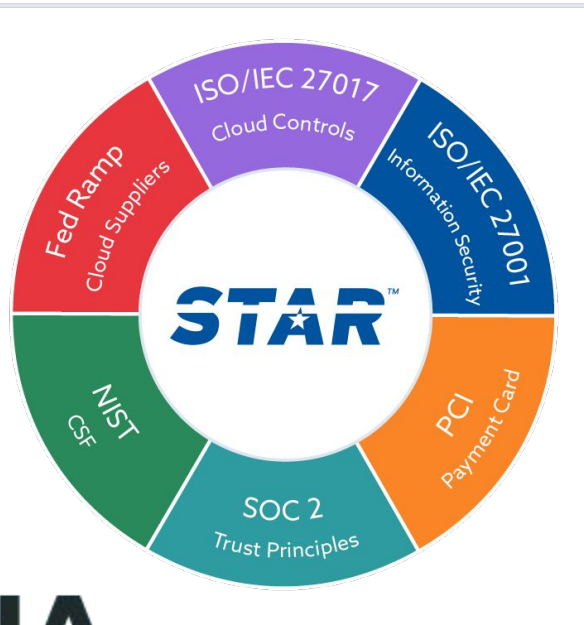 ISO/IEC 27017
Cloud Controls
ISO/IEC 27001
Information Security
PCI
Payment Card
SOC 2
Trust Principles
NIST
CSF
Fed Ramp
Cloud Suppliers
STAR™